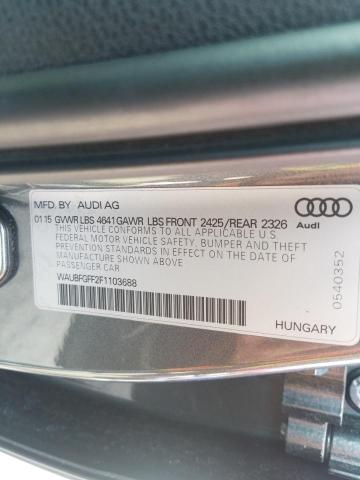 MFD. BY AUDI AG
01 15 GVWR LBS 4641 GAWR LBS FRONT 2425/REAR 2326
THIS VEHICLE CONFORMS TO ALL APPLICABLE U.S.
FEDERAL MOTOR VEHICLE SAFETY, BUMPER AND THEFT
PREVENTION STANDARDS IN EFFECT ON THE DATE OF
MANUFACTURE SHOWN ABOVE.
PASSENGER CAR
WAUBFGFF2F1103688
Audi
0540352
HUNGARY